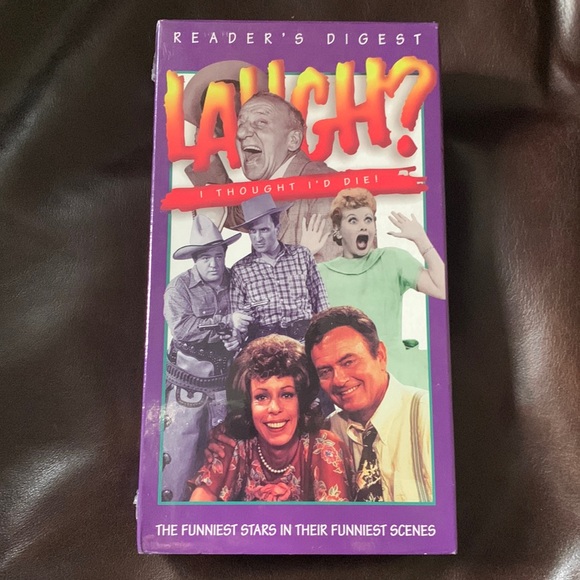 READER'S DIGEST
LAUGH?
I THOUGHT I'D DIE!
THE FUNNIEST STARS IN THEIR FUNNIEST SCENES